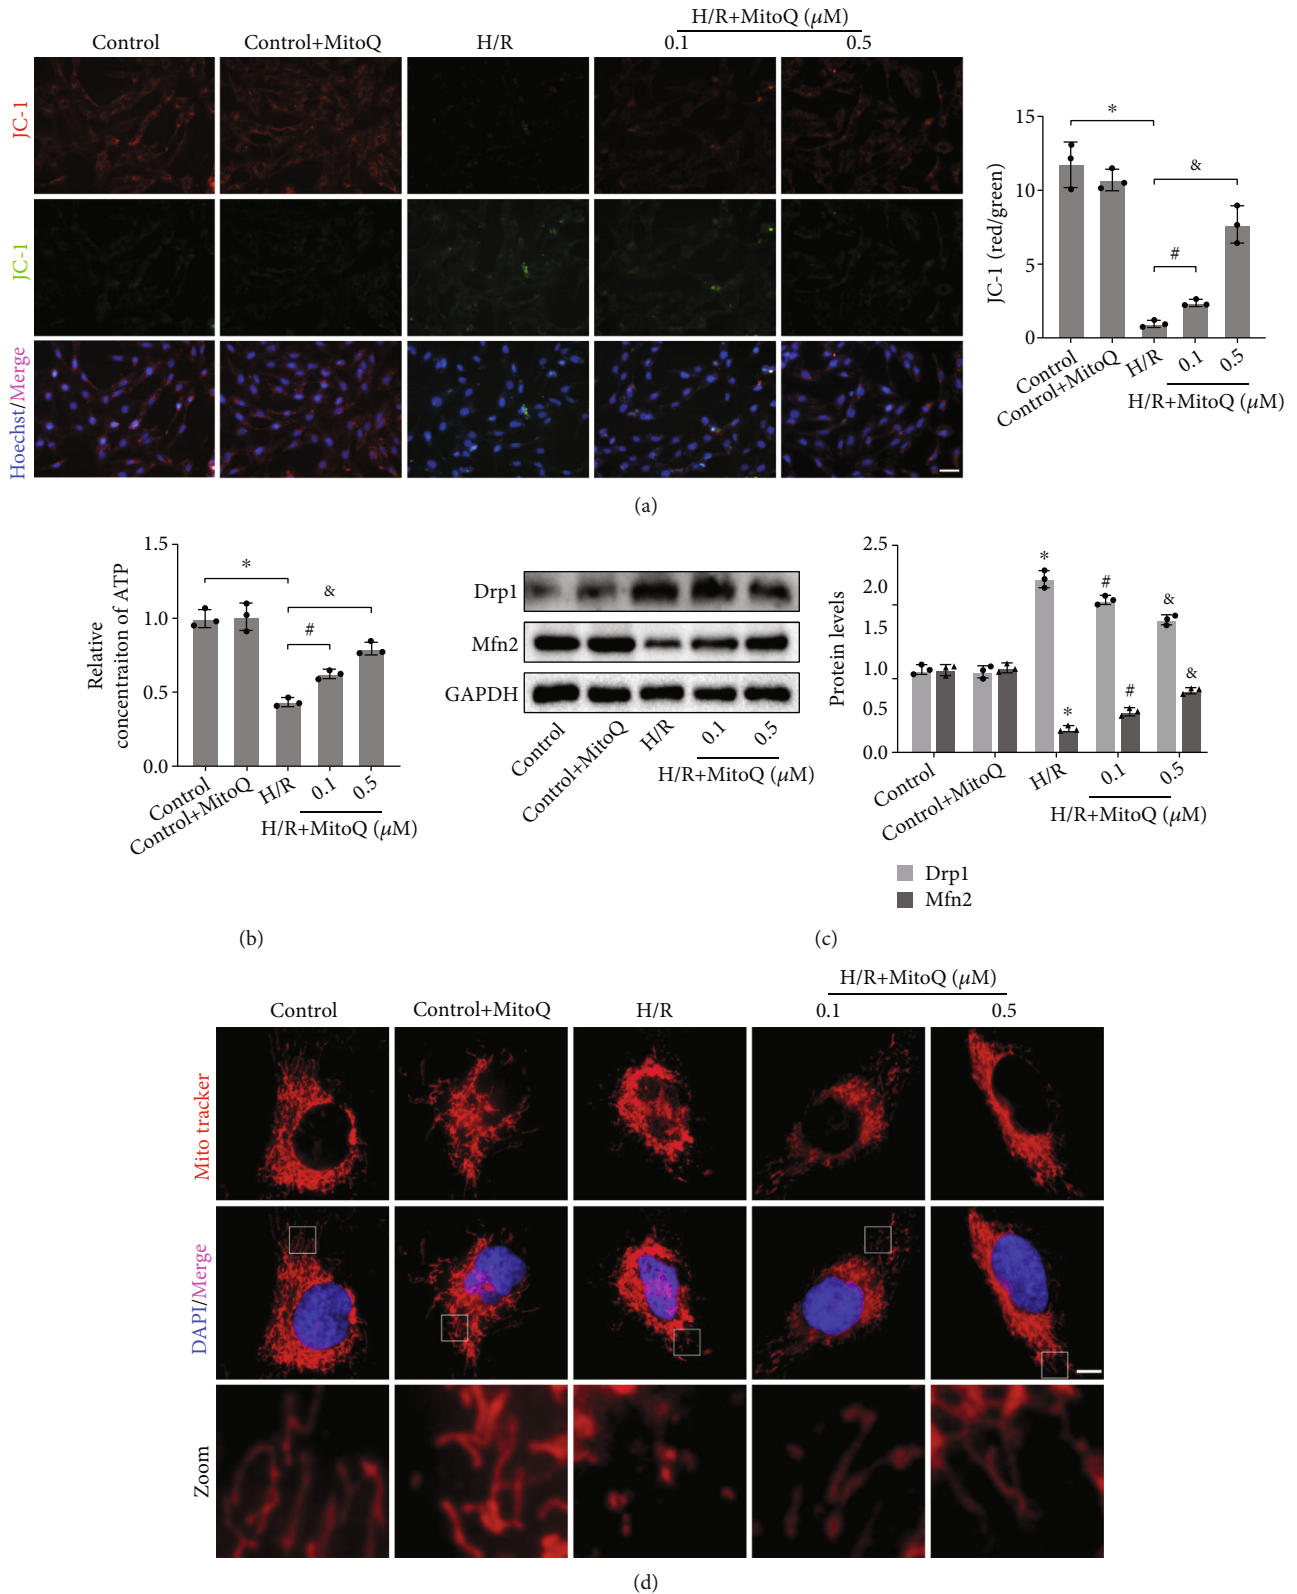 H/R+MitoQ (μM)
Control
Control+MitoQ
H/R
0.1
0.5
JC-1
JC-1
Hoechst/Merge
JC-1 (red/green)
15
10
5
0
*
&
#
Control
Control+MitoQ
H/R
0.1
0.5
H/R+MitoQ (μM)
(a)
Relative
concentraiton of ATP
1.5
1.0
0.5
0.0
*
&
#
Control
Control+MitoQ
H/R
0.1
0.5
H/R+MitoQ (μM)
(b)
Drp1
Mfn2
GAPDH
Control
Control+MitoQ
H/R
0.1
0.5
H/R+MitoQ (μM)
Protein levels
2.5
2.0
1.5
1.0
0.5
0.0
*
#
&
*
#
&
Control
Control+MitoQ
H/R
0.1
0.5
H/R+MitoQ (μM)
Drp1
Mfn2
(c)
H/R+MitoQ (μM)
Control
Control+MitoQ
H/R
0.1
0.5
Mito tracker
DAPI/Merge
Zoom
(d)